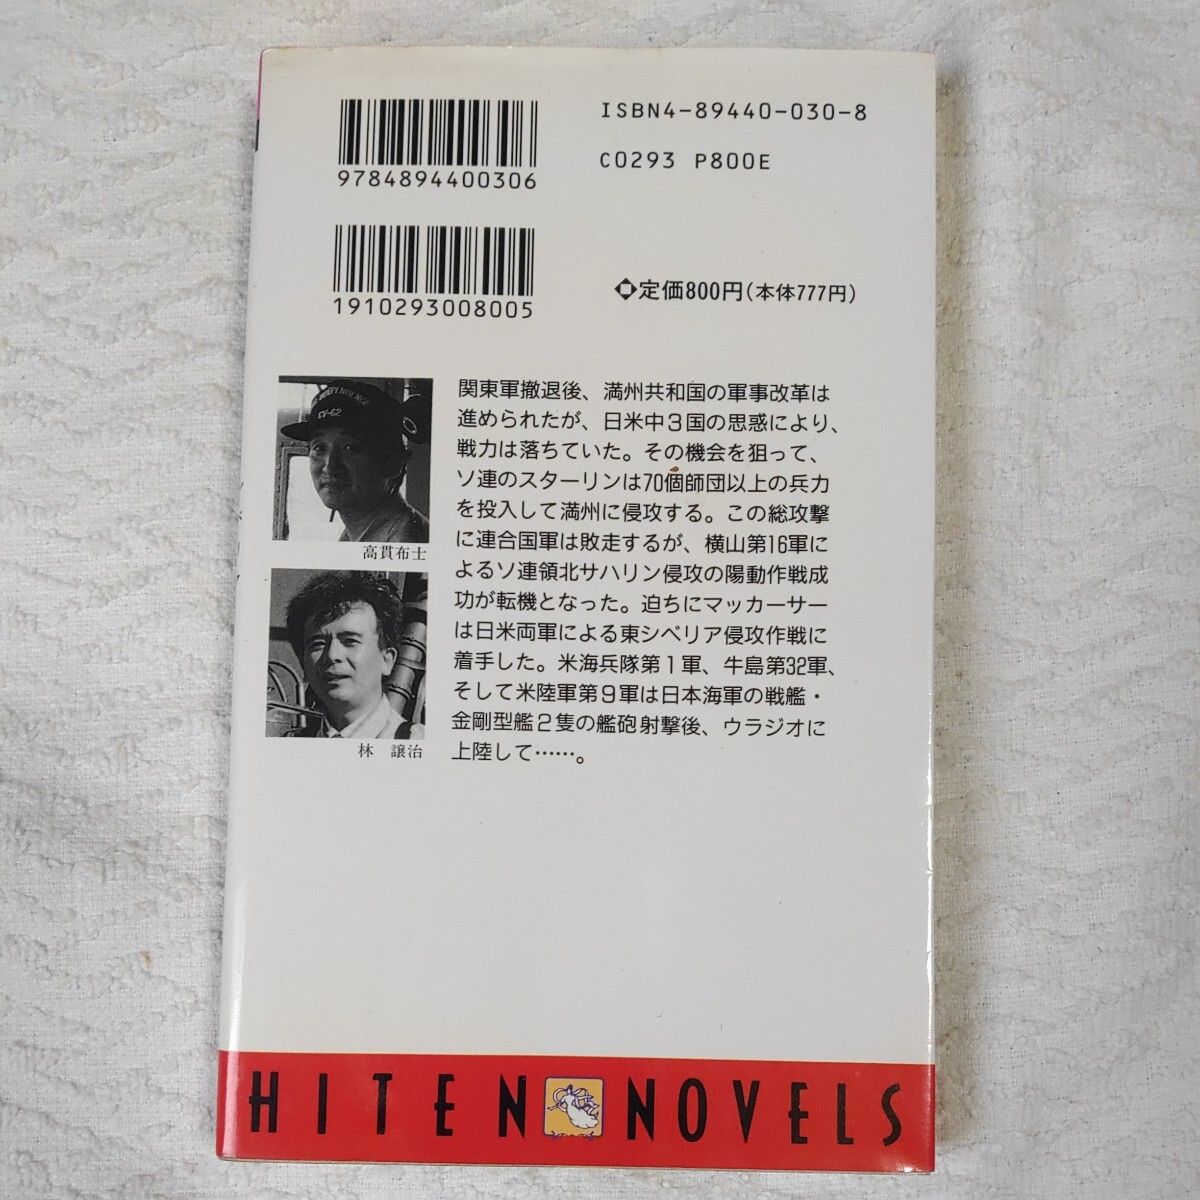 ISBN4-89440-030-8
C0293 P800E
9784894400306
1910293008005
定価800円(本体777円)
関東軍撤退後、満州共和国の軍事改革は
進められたが、日米中3国の思惑により、
戦力は落ちていた。その機会を狙って、
ソ連のスターリンは70個師団以上の兵力
を投入して満州に侵攻する。この総攻撃
に連合国軍は敗走するが、横山第16軍に
よるソ連領北サハリン侵攻の陽動作戦成
功が転機となった。迫ちにマッカーサー
は日米両軍による東シベリア侵攻作戦に
着手した。米海兵隊第1軍、牛島第32軍、
そして米陸軍第9軍は日本海軍の戦艦・
金剛型艦2隻の艦砲射撃後、ウラジオに
上陸して……。
CV-62
高貫布士
林 譲治
HITEN NOVELS